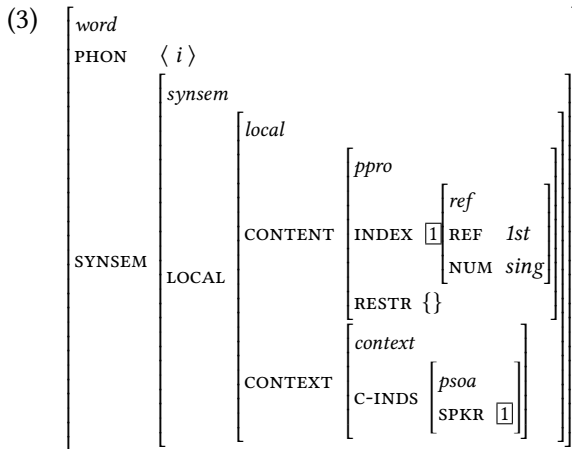 (3)
word
PHON ⟨ i ⟩
synsem
local
ppro
ref
CONTENT INDEX 1 REF 1st
NUM sing
SYNSEM LOCAL
RESTR {}
context
CONTEXT C-INDS psoa
SPKR 1